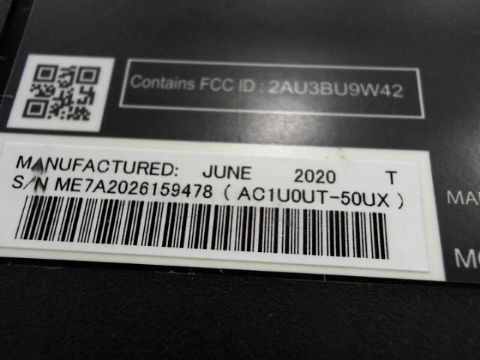 Contains FCC ID : 2AU3BU9W42
MANUFACTURED: JUNE 2020 T
S/N ME7A2026159478 ( AC1U0UT-50UX )